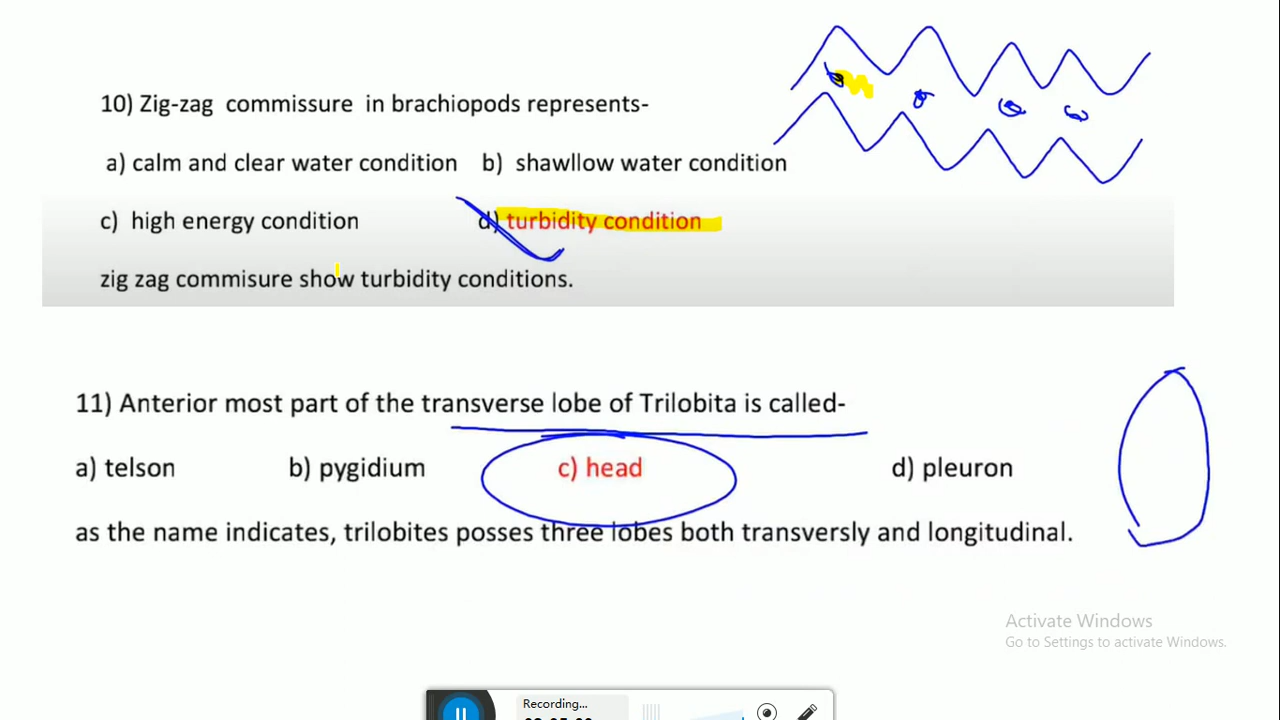 10) Zig-zag commissure in brachiopods represents-
a) calm and clear water condition b) shawllow water condition
c) high energy condition d) turbidity condition
zig zag commisure show turbidity conditions.
11) Anterior most part of the transverse lobe of Trilobita is called-
a) telson b) pygidium c) head d) pleuron
as the name indicates, trilobites posses three lobes both transversly and longitudinal.
Activate Windows
Go to Settings to activate Windows.
Recording...